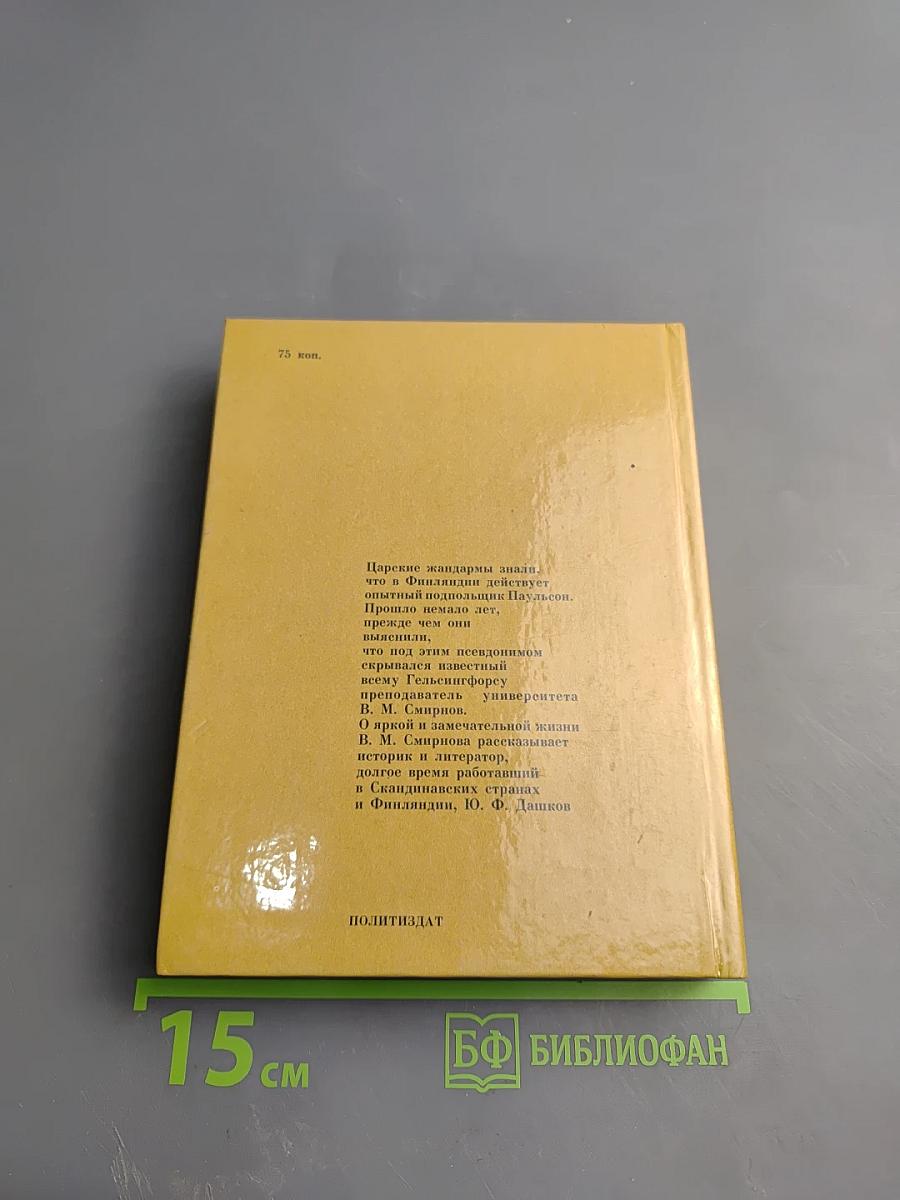 75 коп.
Царские жандармы знали,
что в Финляндии действует
опытный подпольщик Паульсон.
Прошло немало лет,
прежде чем они
выяснили,
что под этим псевдонимом
скрывался известный
всему Гельсингфорсу
преподаватель университета
В. М. Смирнов.
О яркой и замечательной жизни
В. М. Смирнова рассказывает
историк и литератор,
долгое время работавший
в Скандинавских странах
и Финляндии, Ю. Ф. Дашков
ПОЛИТИЗДАТ
15 см
БФ БИБЛИОФАН